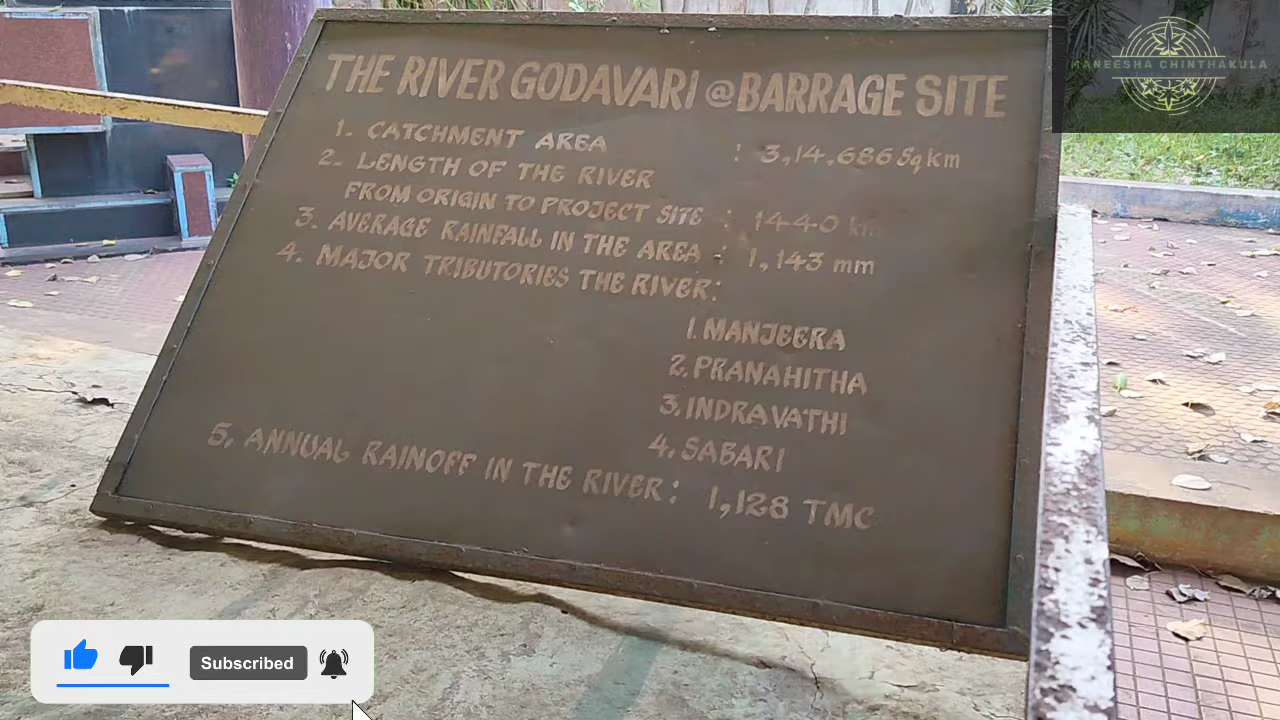 THE RIVER GODAVARI @ BARRAGE SITE
1. CATCHMENT AREA : 3,14,686 Sq km
2. LENGTH OF THE RIVER
FROM ORIGIN TO PROJECT SITE : 1440 km
3. AVERAGE RAINFALL IN THE AREA : 1,143 mm
4. MAJOR TRIBUTORIES THE RIVER:
1. MANJEERA
2. PRANAHITHA
3. INDRAVATHI
4. SABARI
5. ANNUAL RAINOFF IN THE RIVER: 1,128 TMC
MANEESHA CHINTHAKULA
Subscribed